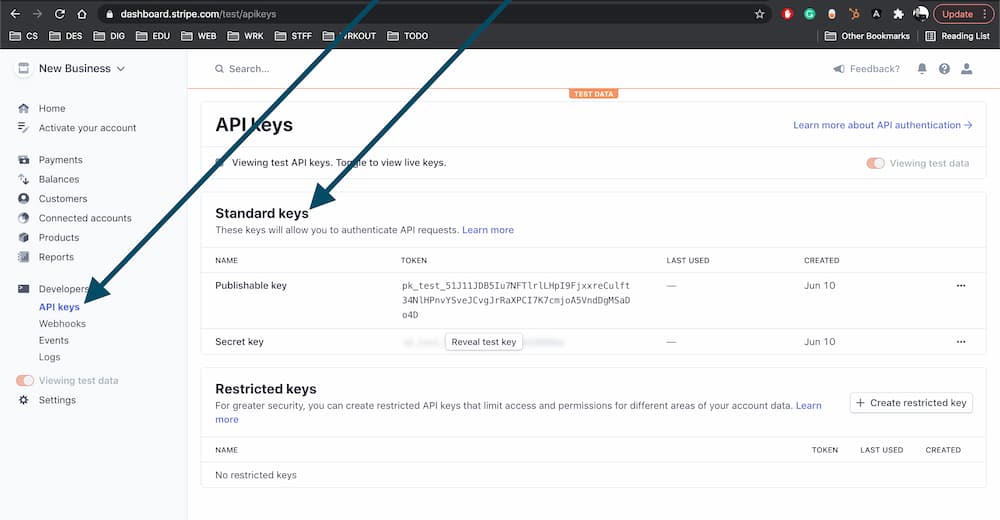 dashboard.stripe.com/test/apikeys
Update
CS DES DIG EDU WEB WRK STFF TODO Other Bookmarks Reading List
New Business
Search...
Feedback?
TEST DATA
Home
Activate your account
Payments
Balances
Customers
Connected accounts
Products
Reports
Developers
API keys
Webhooks
Events
Logs
Viewing test data
Settings
API keys
Learn more about API authentication →
Viewing test API keys. Toggle to view live keys.
Viewing test data
Standard keys
These keys will allow you to authenticate API requests. Learn more
NAME TOKEN LAST USED CREATED
Publishable key pk_test_51J11JDB5Iu7NFTlrlLHpI9FjxxreCulft — Jun 10
34NlHPnvYSveJCvgJrRaXPCI7K7cmjoA5VndDgMSaD
o4D
Secret key Reveal test key — Jun 10
Restricted keys
For greater security, you can create restricted API keys that limit access and permissions for different areas of your account data. Learn
more
+ Create restricted key
NAME TOKEN LAST USED CREATED
No restricted keys